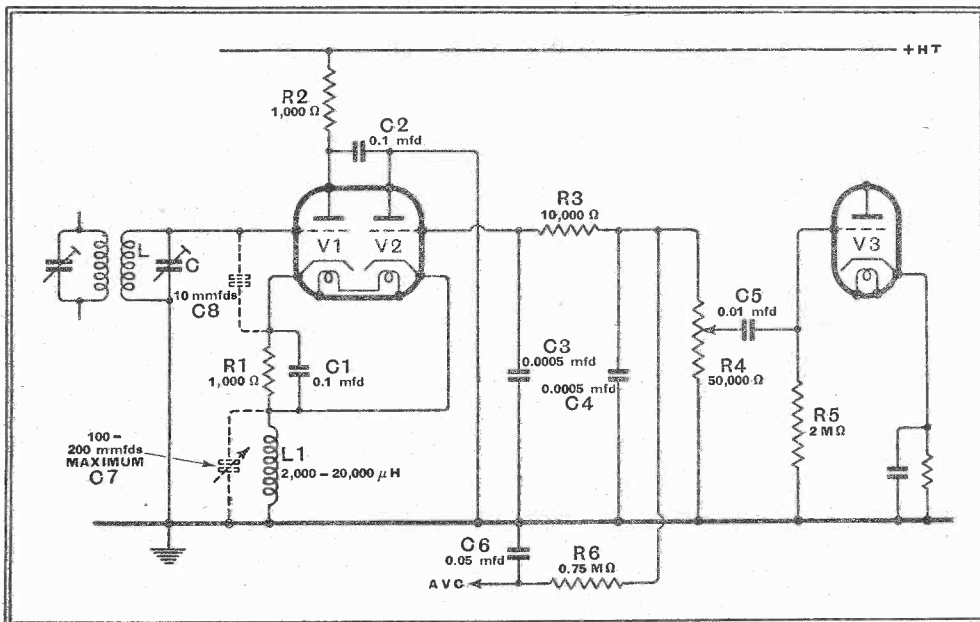 +HT
R2
1,000 Ω
C2
0.1 mfd
R3
10,000 Ω
L
C
V1
V2
V3
10 mmfds
C8
C5
0.01 mfd
R1
1,000 Ω
C1
0.1 mfd
C3
0.0005 mfd
0.0005 mfd
C4
R4
50,000 Ω
R5
2 MΩ
100 –
200 mmfds
MAXIMUM
C7
L1
2,000 – 20,000 μH
C6
0.05 mfd
R6
0.75 MΩ
AVC